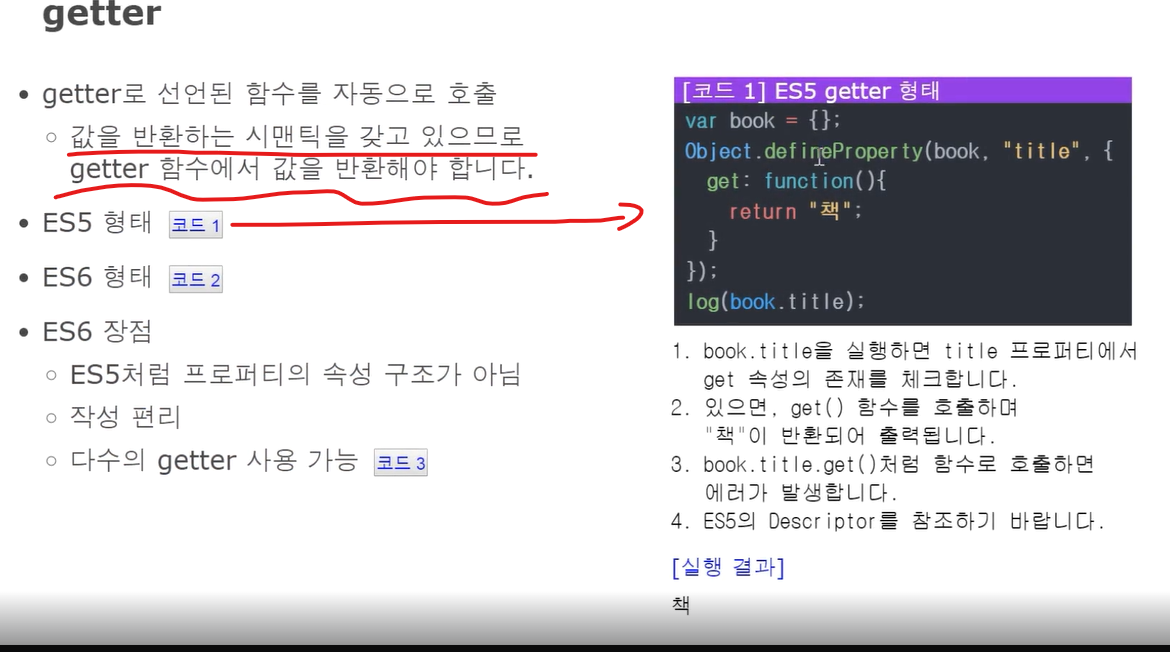 getter
• getter로 선언된 함수를 자동으로 호출
○ 값을 반환하는 시맨틱을 갖고 있으므로
getter 함수에서 값을 반환해야 합니다.
• ES5 형태 코드 1
• ES6 형태 코드 2
• ES6 장점
○ ES5처럼 프로퍼티의 속성 구조가 아님
○ 작성 편리
○ 다수의 getter 사용 가능 코드 3
[코드 1] ES5 getter 형태
var book = {};
Object.defineProperty(book, "title", {
get: function(){
return "책";
}
});
log(book.title);
1. book.title을 실행하면 title 프로퍼티에서
get 속성의 존재를 체크합니다.
2. 있으면, get() 함수를 호출하며
"책"이 반환되어 출력됩니다.
3. book.title.get()처럼 함수로 호출하면
에러가 발생합니다.
4. ES5의 Descriptor를 참조하기 바랍니다.
[실행 결과]
책